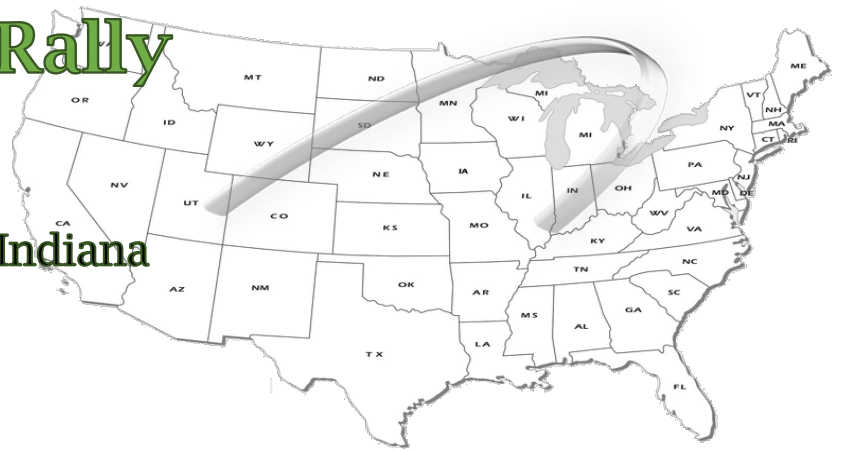 Rally
WA
MT
ND
ME
OR
ID
MN
MI
VT
NH
WI
MA
SD
NY
CT
RI
WY
MI
PA
NJ
NV
NE
IA
MD
DE
UT
IL
IN
OH
CO
WV
CA
KS
MO
VA
KY
Indiana
NC
TN
AZ
NM
OK
AR
SC
MS
AL
GA
LA
TX
FL